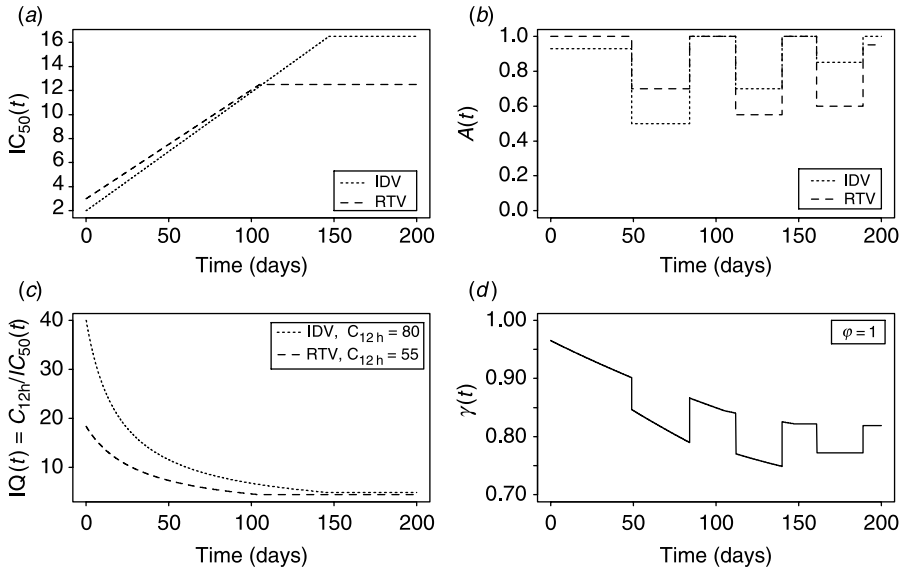 (a)
IC50(t)
16
14
12
10
8
6
4
2
0 50 100 150 200
Time (days)
IDV
RTV
(b)
A(t)
1.0
0.8
0.6
0.4
0.2
0.0
0 50 100 150 200
Time (days)
IDV
RTV
(c)
IQ(t) = C12h/IC50(t)
40
30
20
10
0 50 100 150 200
Time (days)
IDV, C12 h = 80
RTV, C12 h = 55
(d)
γ(t)
1.00
0.90
0.80
0.70
0 50 100 150 200
Time (days)
φ = 1